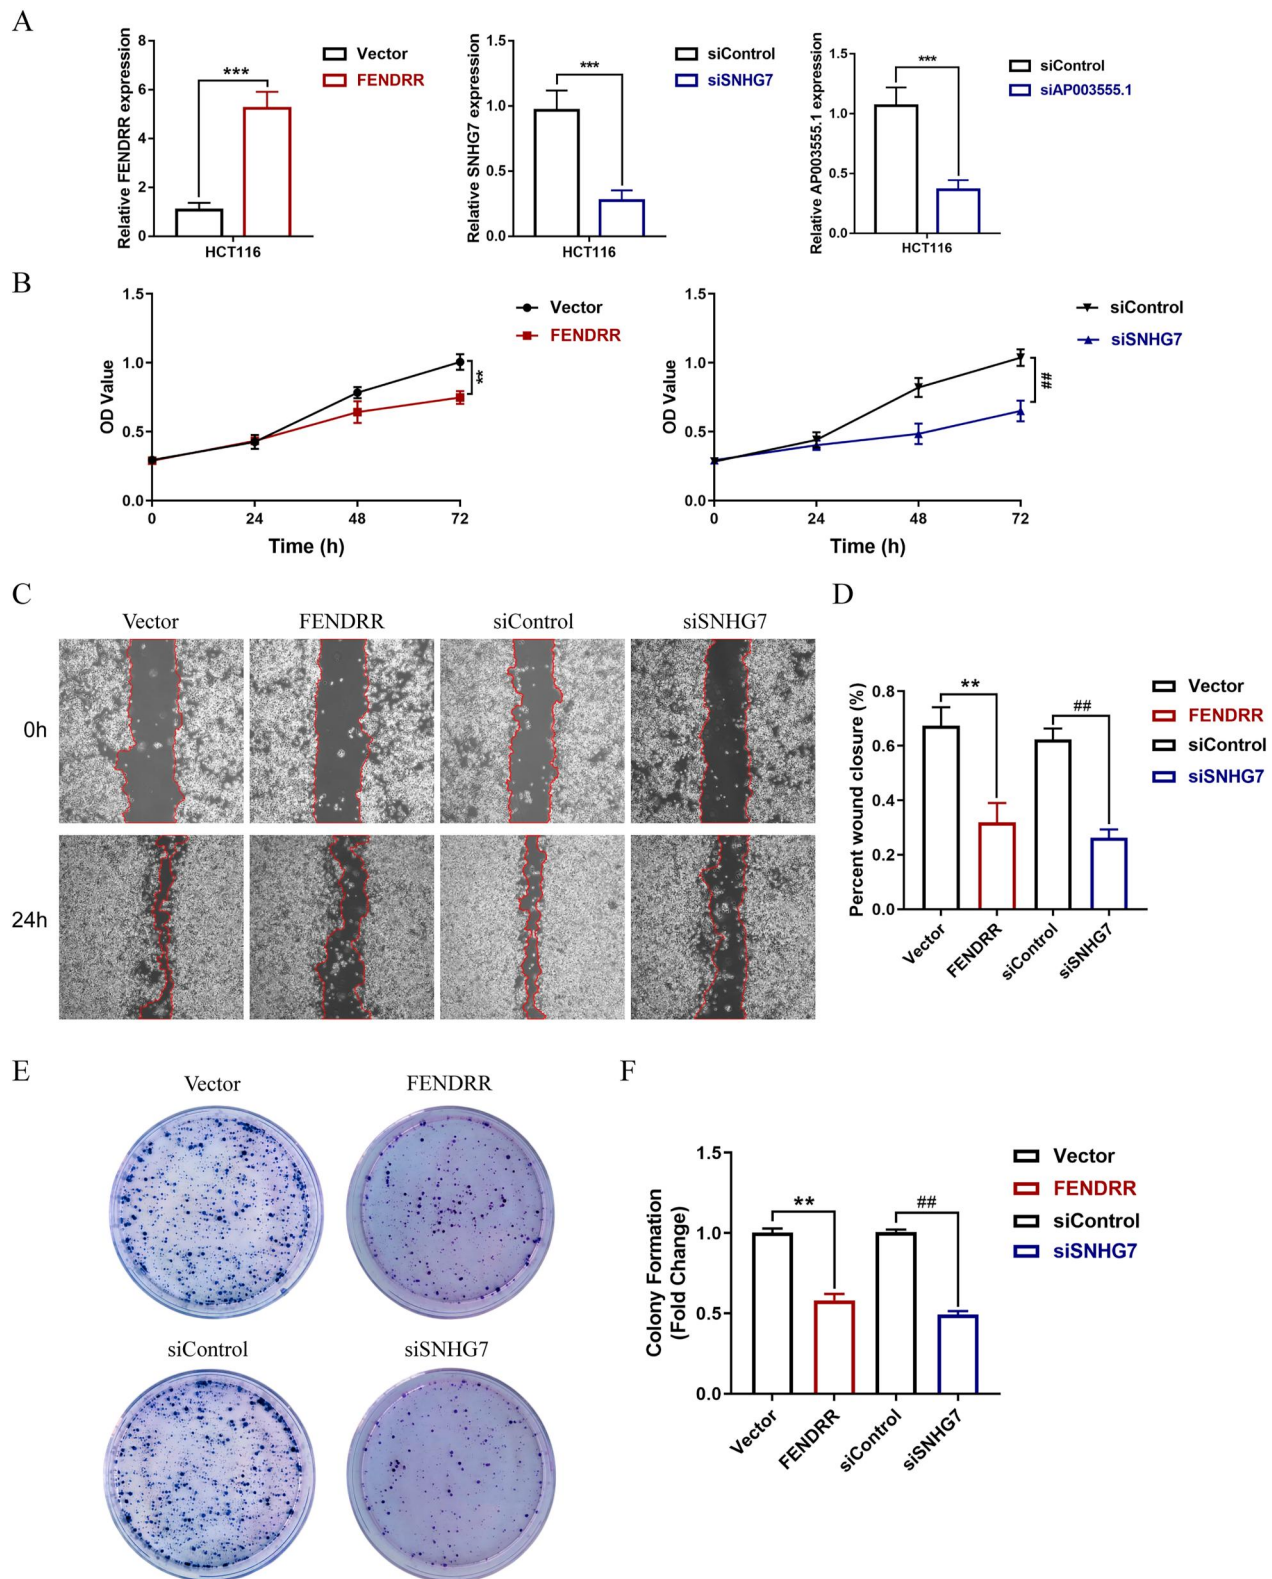 A
Relative FENDRR expression
8
6
4
2
0
***
HCT116
Vector
FENDRR
Relative SNHG7 expression
1.5
1.0
0.5
0.0
***
HCT116
siControl
siSNHG7
Relative AP003555.1 expression
1.5
1.0
0.5
0.0
***
HCT116
siControl
siAP003555.1
B
OD Value
1.5
1.0
0.5
0.0
0 24 48 72
Time (h)
**
Vector
FENDRR
OD Value
1.5
1.0
0.5
0.0
0 24 48 72
Time (h)
##
siControl
siSNHG7
C
Vector FENDRR siControl siSNHG7
0h
24h
D
Percent wound closure (%)
0.8
0.6
0.4
0.2
0.0
** ##
Vector FENDRR siControl siSNHG7
Vector
FENDRR
siControl
siSNHG7
E
Vector FENDRR
siControl siSNHG7
F
Colony Formation
(Fold Change)
1.5
1.0
0.5
0.0
** ##
Vector FENDRR siControl siSNHG7
Vector
FENDRR
siControl
siSNHG7